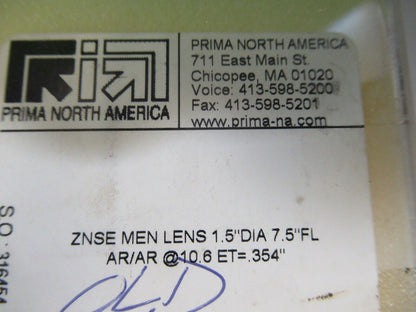 PRIMA NORTH AMERICA
PRIMA NORTH AMERICA
711 East Main St.
Chicopee, MA 01020
Voice: 413-598-5200
Fax: 413-598-5201
www.prima-na.com
ZNSE MEN LENS 1.5"DIA 7.5"FL
AR/AR @10.6 ET=.354"
OLD
S.O.: 316454